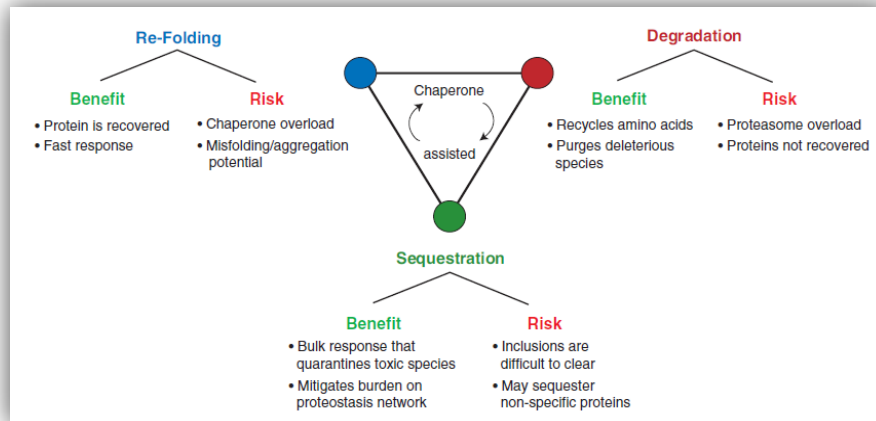 Re-Folding
Benefit
• Protein is recovered
• Fast response
Risk
• Chaperone overload
• Misfolding/aggregation
potential
Chaperone
assisted
Degradation
Benefit
• Recycles amino acids
• Purges deleterious
species
Risk
• Proteasome overload
• Proteins not recovered
Sequestration
Benefit
• Bulk response that
quarantines toxic species
• Mitigates burden on
proteostasis network
Risk
• Inclusions are
difficult to clear
• May sequester
non-specific proteins